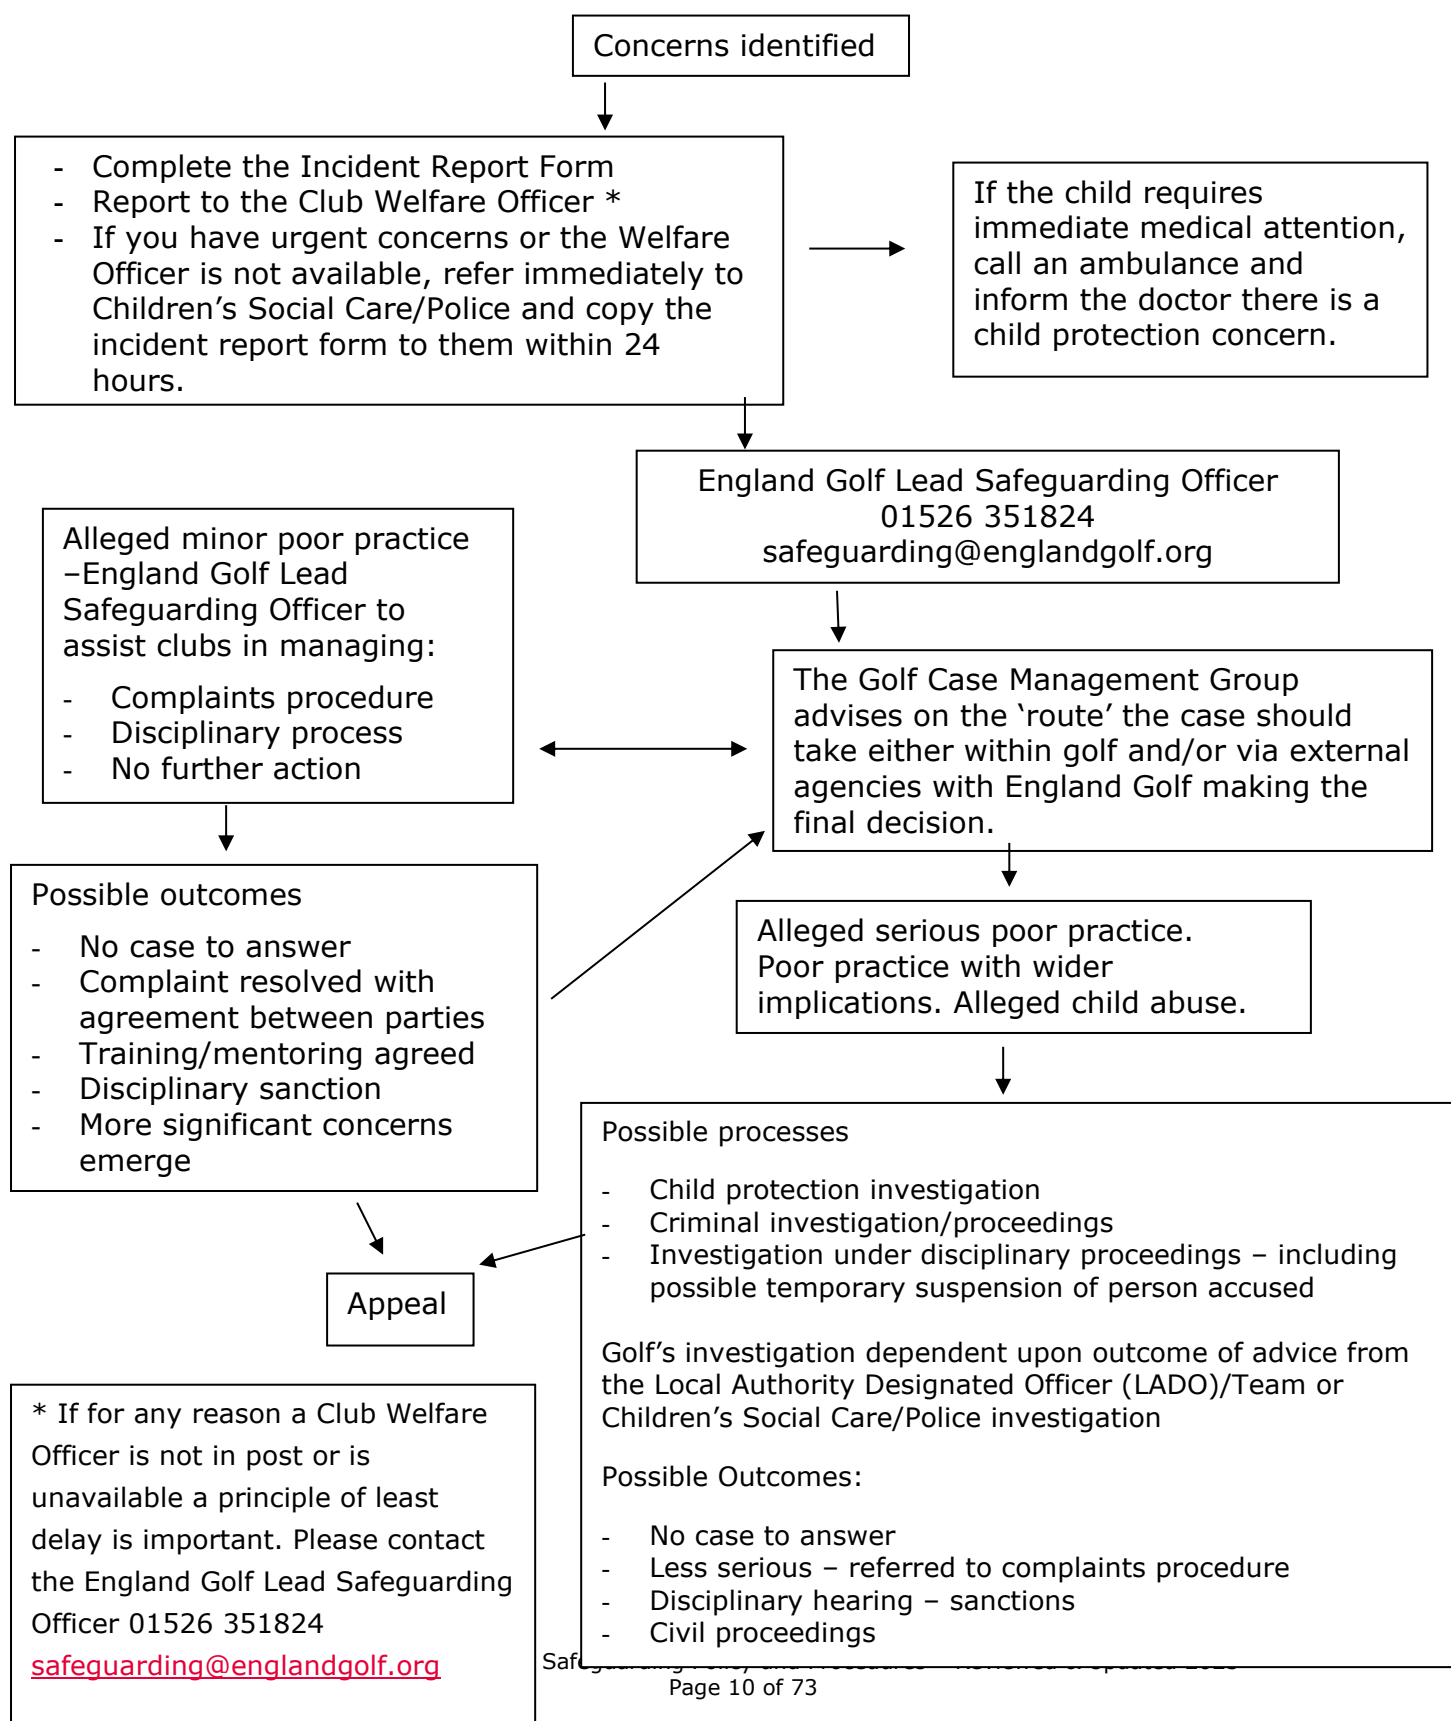 Concerns identified
- Complete the Incident Report Form
- Report to the Club Welfare Officer *
- If you have urgent concerns or the Welfare
Officer is not available, refer immediately to
Children’s Social Care/Police and copy the
incident report form to them within 24
hours.
If the child requires
immediate medical attention,
call an ambulance and
inform the doctor there is a
child protection concern.
England Golf Lead Safeguarding Officer
01526 351824
safeguarding@englandgolf.org
Alleged minor poor practice
–England Golf Lead
Safeguarding Officer to
assist clubs in managing:
- Complaints procedure
- Disciplinary process
- No further action
The Golf Case Management Group
advises on the ‘route’ the case should
take either within golf and/or via external
agencies with England Golf making the
final decision.
Possible outcomes
- No case to answer
- Complaint resolved with
agreement between parties
- Training/mentoring agreed
- Disciplinary sanction
- More significant concerns
emerge
Alleged serious poor practice.
Poor practice with wider
implications. Alleged child abuse.
Possible processes
- Child protection investigation
- Criminal investigation/proceedings
- Investigation under disciplinary proceedings – including
possible temporary suspension of person accused
Golf’s investigation dependent upon outcome of advice from
the Local Authority Designated Officer (LADO)/Team or
Children’s Social Care/Police investigation
Possible Outcomes:
- No case to answer
- Less serious – referred to complaints procedure
- Disciplinary hearing – sanctions
- Civil proceedings
Appeal
* If for any reason a Club Welfare
Officer is not in post or is
unavailable a principle of least
delay is important. Please contact
the England Golf Lead Safeguarding
Officer 01526 351824
safeguarding@englandgolf.org
Safeguarding Policy and Procedures
Page 10 of 73